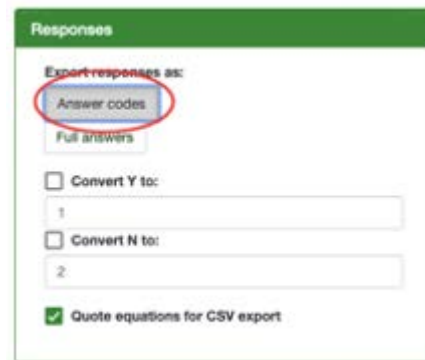 Responses
Export responses as:
Answer codes
Full answers
Convert Y to:
1
Convert N to:
2
Quote equations for CSV export